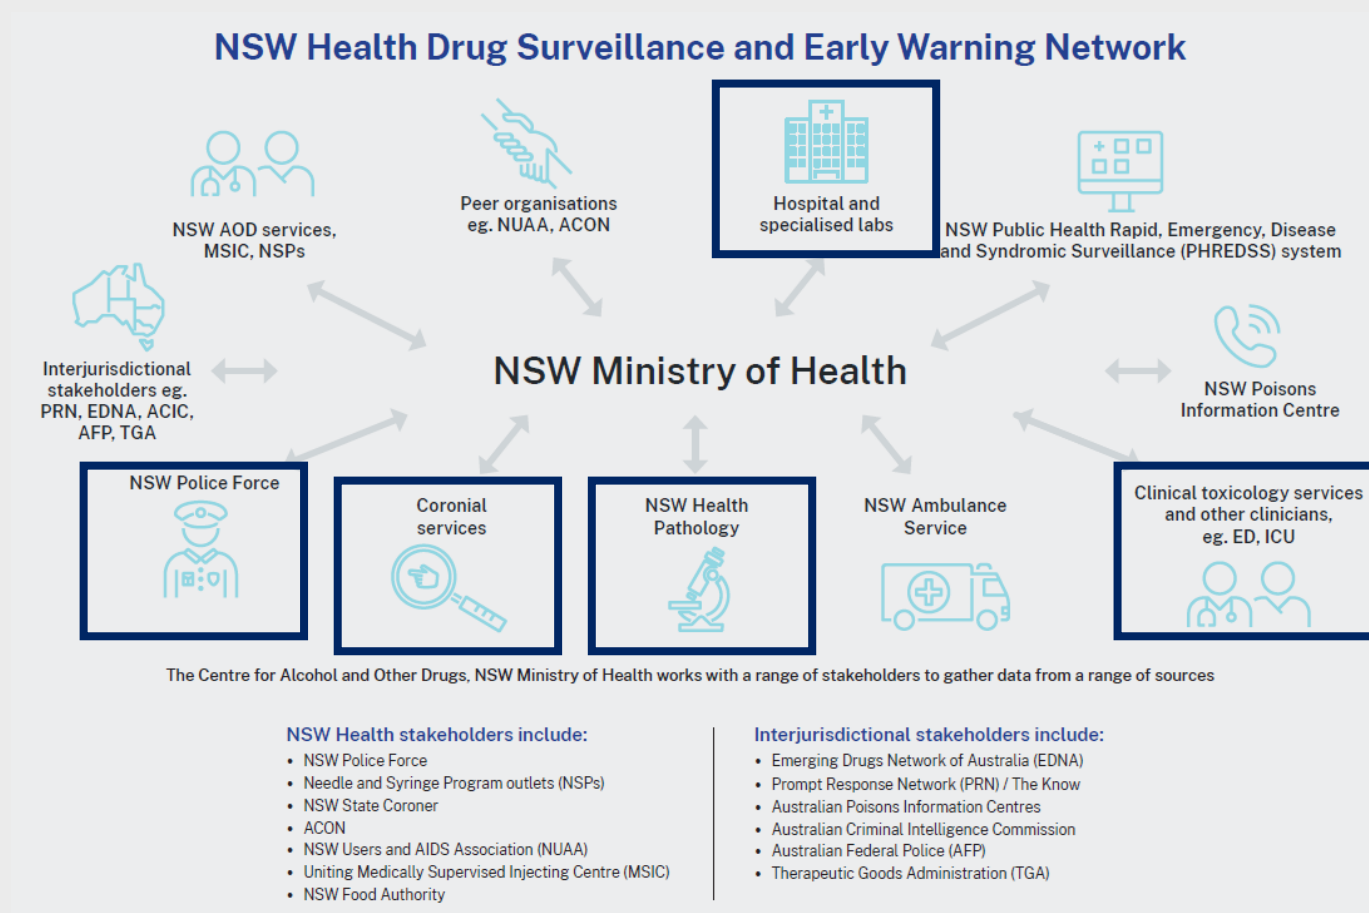 NSW Health Drug Surveillance and Early Warning Network
NSW AOD services,
MSIC, NSPs
Peer organisations
eg. NUAA, ACON
Hospital and
specialised labs
NSW Public Health Rapid, Emergency, Disease
and Syndromic Surveillance (PHREDSS) system
Interjurisdictional
stakeholders eg.
PRN, EDNA, ACIC,
AFP, TGA
NSW Ministry of Health
NSW Poisons
Information Centre
NSW Police Force
Coronial
services
NSW Health
Pathology
NSW Ambulance
Service
Clinical toxicology services
and other clinicians,
eg. ED, ICU
The Centre for Alcohol and Other Drugs, NSW Ministry of Health works with a range of stakeholders to gather data from a range of sources
NSW Health stakeholders include:
• NSW Police Force
• Needle and Syringe Program outlets (NSPs)
• NSW State Coroner
• ACON
• NSW Users and AIDS Association (NUAA)
• Uniting Medically Supervised Injecting Centre (MSIC)
• NSW Food Authority
Interjurisdictional stakeholders include:
• Emerging Drugs Network of Australia (EDNA)
• Prompt Response Network (PRN) / The Know
• Australian Poisons Information Centres
• Australian Criminal Intelligence Commission
• Australian Federal Police (AFP)
• Therapeutic Goods Administration (TGA)